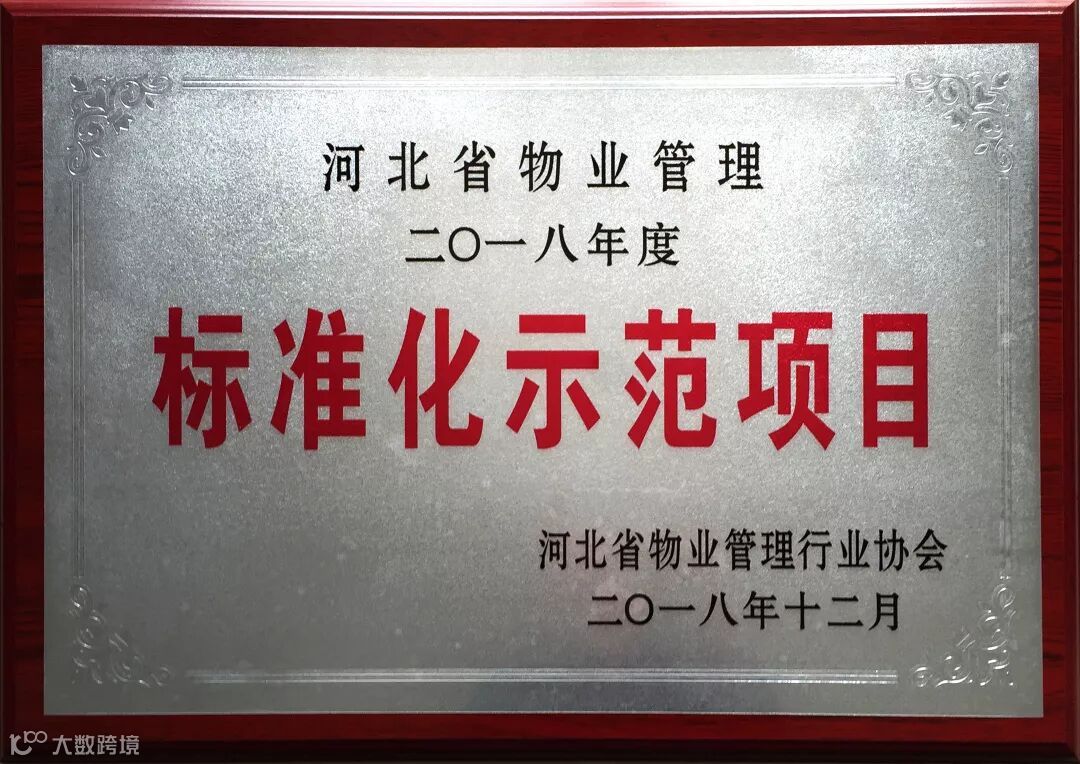 河北省物业管理
二〇一八年度
标准化示范项目
河北省物业管理行业协会
二〇一八年十二月
大数跨境